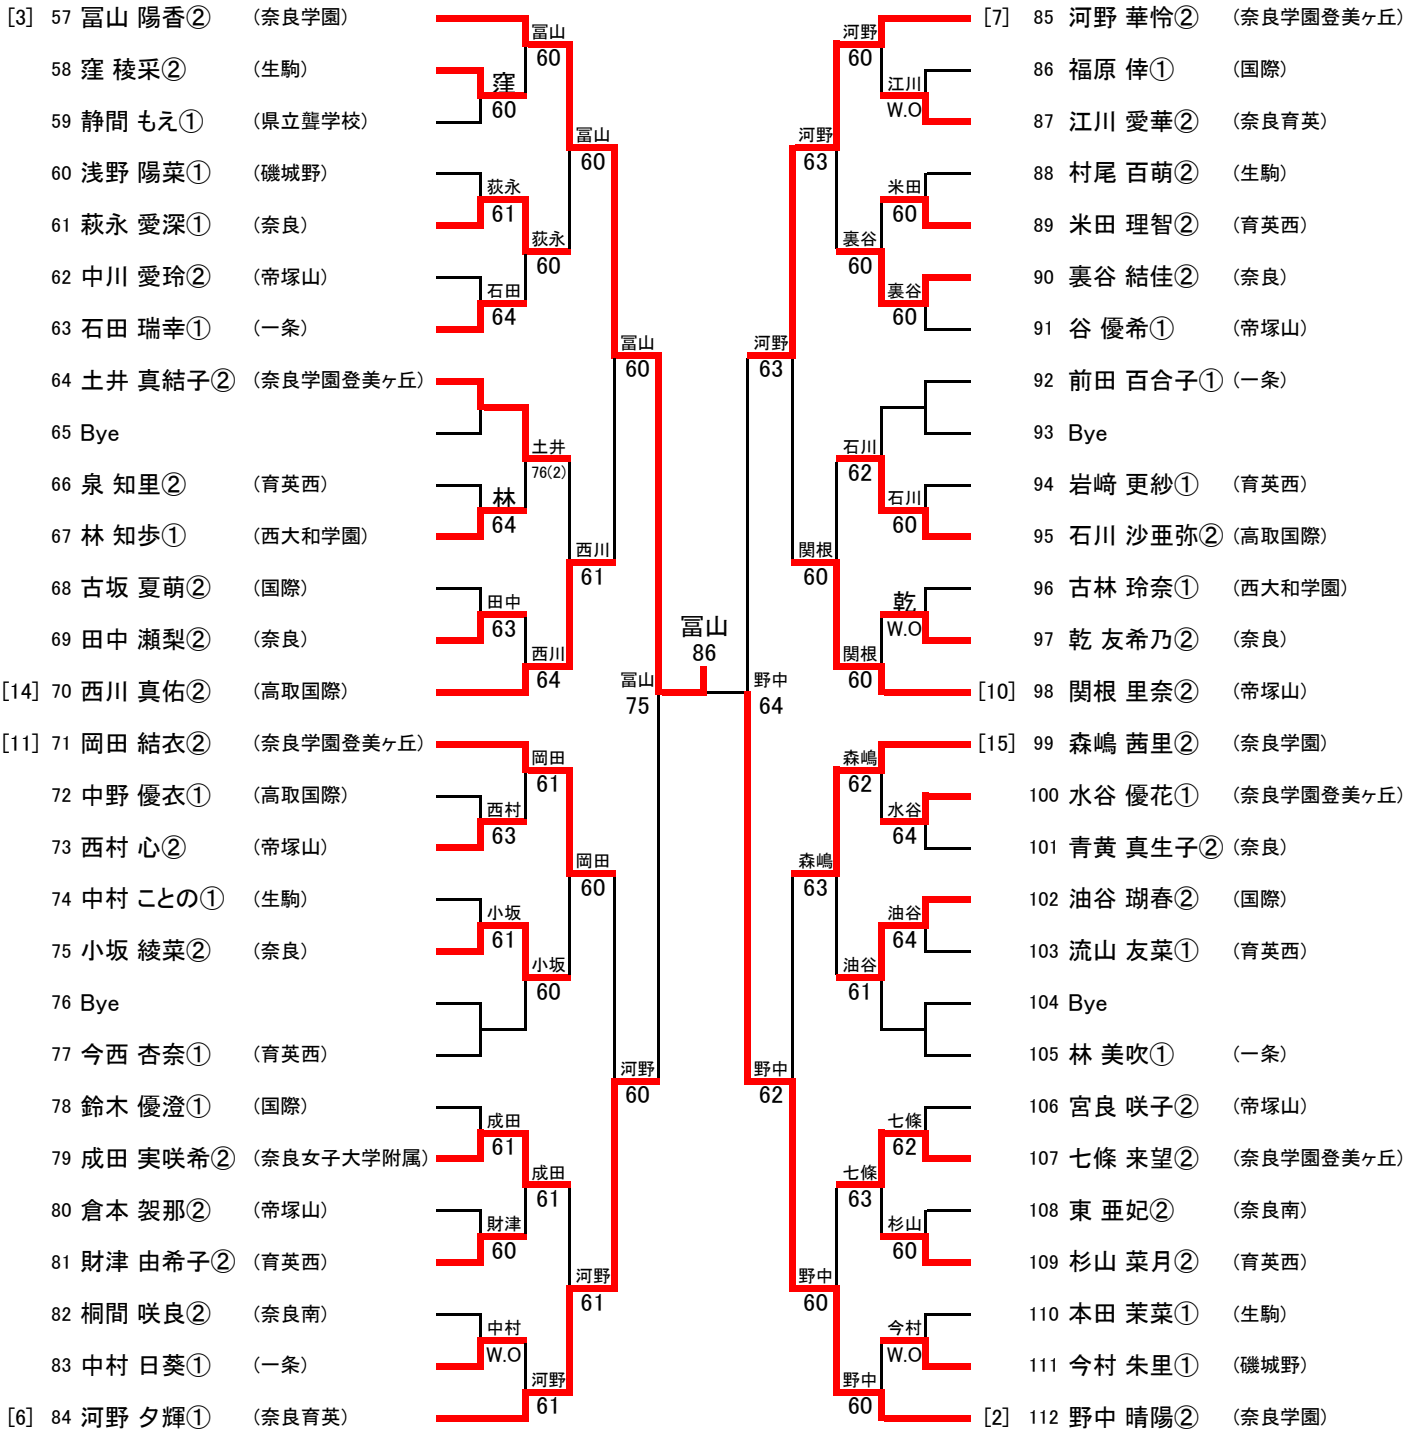 [3] 57 冨山 陽香② (奈良学園)
58 窪 稜采② (生駒)
59 静間 もえ① (県立聾学校)
60 浅野 陽菜① (磯城野)
61 萩永 愛深① (奈良)
62 中川 愛玲② (帝塚山)
63 石田 瑞幸① (一条)
64 土井 真結子② (奈良学園登美ヶ丘)
65 Bye
66 泉 知里② (育英西)
67 林 知歩① (西大和学園)
68 古坂 夏萌② (国際)
69 田中 瀬梨② (奈良)
[14] 70 西川 真佑② (高取国際)
[11] 71 岡田 結衣② (奈良学園登美ヶ丘)
72 中野 優衣① (高取国際)
73 西村 心② (帝塚山)
74 中村 ことの① (生駒)
75 小坂 綾菜② (奈良)
76 Bye
77 今西 杏奈① (育英西)
78 鈴木 優澄① (国際)
79 成田 実咲希② (奈良女子大学附属)
80 倉本 袈那② (帝塚山)
81 財津 由希子② (育英西)
82 桐間 咲良② (奈良南)
83 中村 日葵① (一条)
[6] 84 河野 夕輝① (奈良育英)
窪
60
荻永
61
石田
64
林
64
田中
63
西村
63
小坂
61
成田
61
財津
60
中村
W.O
冨山
60
荻永
60
土井
76(2)
西川
64
岡田
61
小坂
60
成田
61
河野
61
冨山
60
西川
61
岡田
60
河野
61
冨山
60
河野
60
冨山
75
冨山
86
野中
64
河野
63
野中
62
河野
63
関根
60
森嶋
63
野中
60
河野
60
裏谷
60
石川
62
関根
60
森嶋
62
油谷
61
七條
63
野中
60
江川
W.O
米田
60
裏谷
60
石川
60
乾
W.O
水谷
64
油谷
64
七條
62
杉山
60
今村
W.O
[7] 85 河野 華怜② (奈良学園登美ヶ丘)
86 福原 倖① (国際)
87 江川 愛華② (奈良育英)
88 村尾 百萌② (生駒)
89 米田 理智② (育英西)
90 裏谷 結佳② (奈良)
91 谷 優希① (帝塚山)
92 前田 百合子① (一条)
93 Bye
94 岩﨑 更紗① (育英西)
95 石川 沙亜弥② (高取国際)
96 古林 玲奈① (西大和学園)
97 乾 友希乃② (奈良)
[10] 98 関根 里奈② (帝塚山)
[15] 99 森嶋 茜里② (奈良学園)
100 水谷 優花① (奈良学園登美ヶ丘)
101 青黄 真生子② (奈良)
102 油谷 瑚春② (国際)
103 流山 友菜① (育英西)
104 Bye
105 林 美吹① (一条)
106 宮良 咲子② (帝塚山)
107 七條 来望② (奈良学園登美ヶ丘)
108 東 亜妃② (奈良南)
109 杉山 菜月② (育英西)
110 本田 茉菜① (生駒)
111 今村 朱里① (磯城野)
[2] 112 野中 晴陽② (奈良学園)